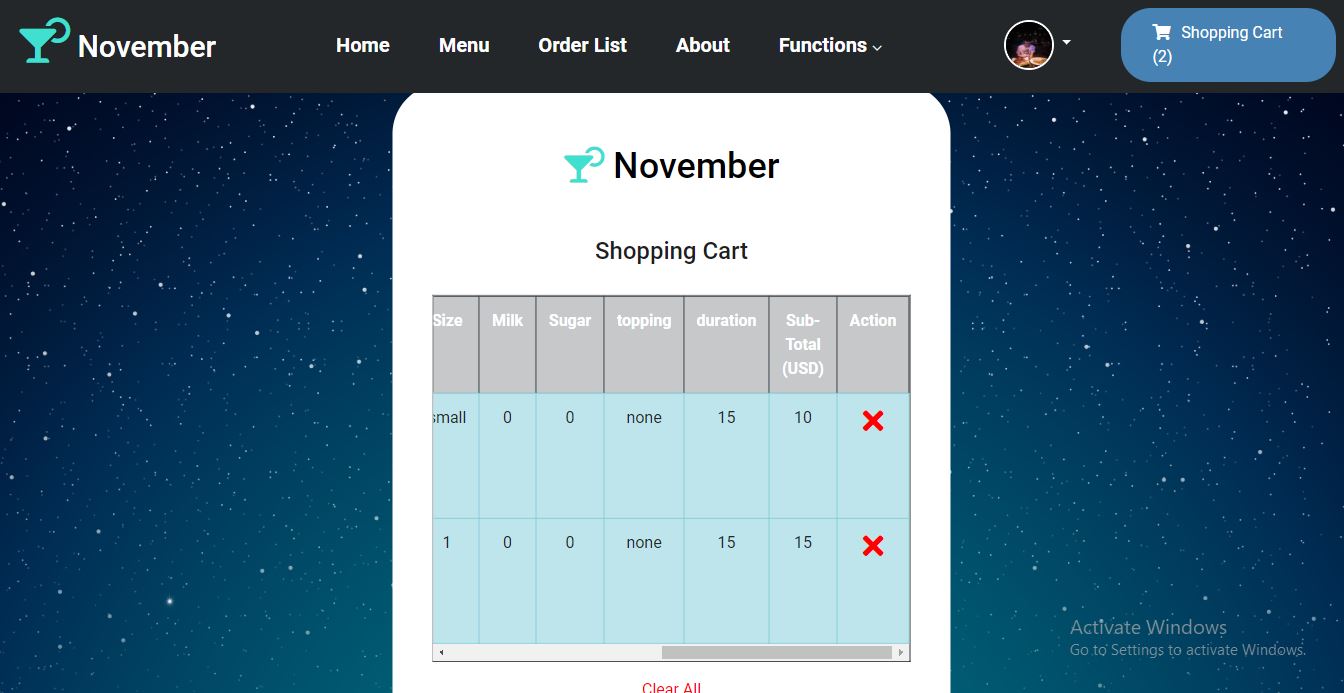 November
Home
Menu
Order List
About
Functions
Shopping Cart
(2)
November
Shopping Cart
Size Milk Sugar topping duration Sub-
Total
(USD)
Action
small 0 0 none 15 10
1 0 0 none 15 15
Clear All
Activate Windows
Go to Settings to activate Windows.